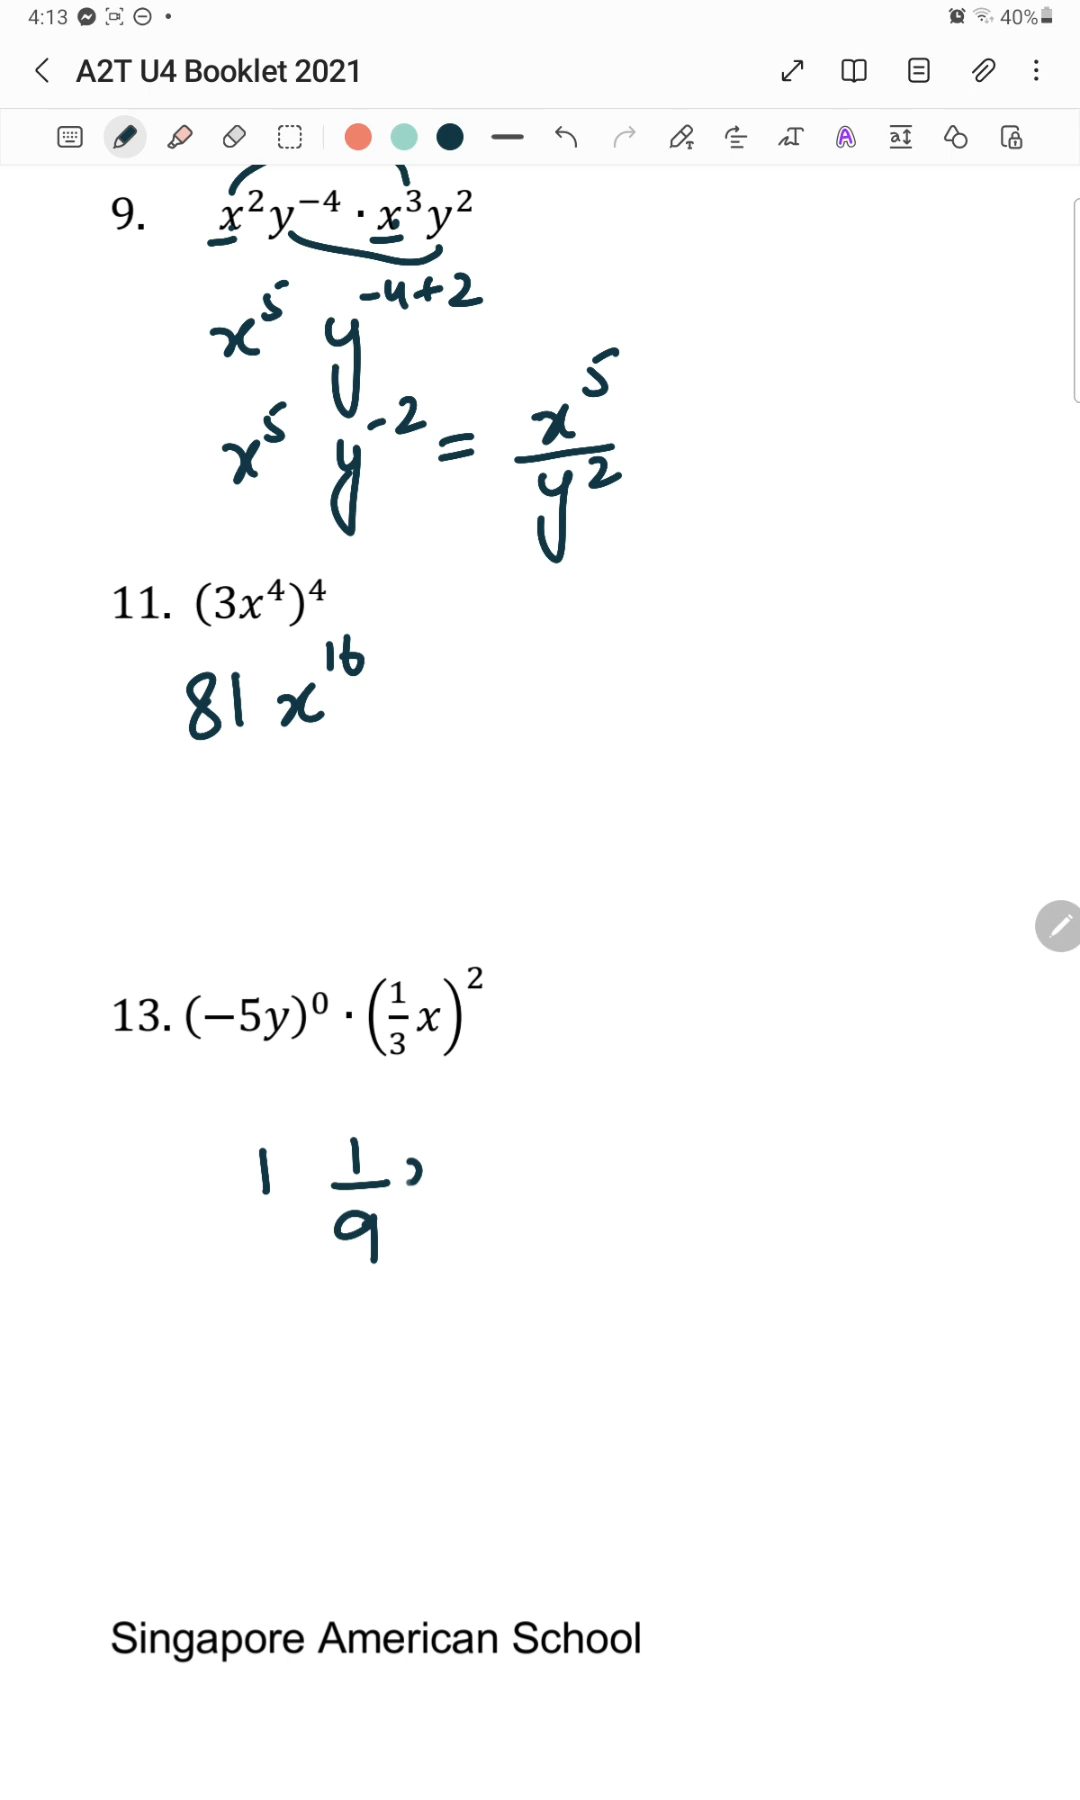 4:13 40%
A2T U4 Booklet 2021
9. x²y⁻⁴ · x³y²
x⁵ y⁻⁴⁺²
x⁵ y⁻² = x⁵/y²
11. (3x⁴)⁴
81 x¹⁶
13. (−5y)⁰ · (1/3 x)²
1 1/9
Singapore American School